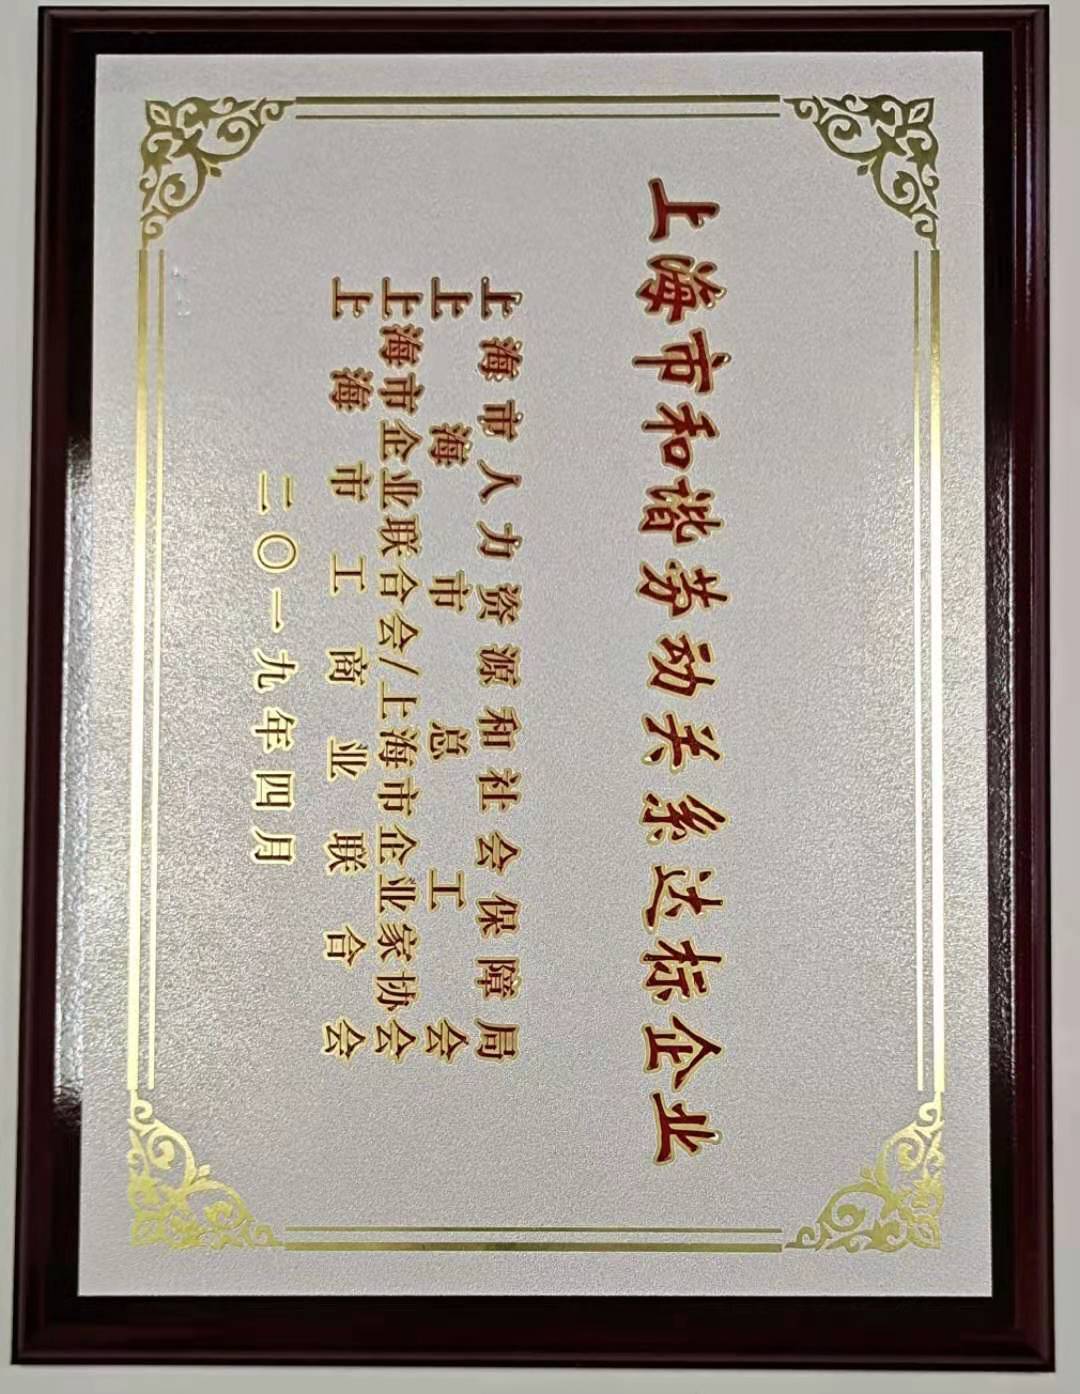 上海市和谐劳动关系达标企业
上海市人力资源和社会保障局
上海市总工会
上海市企业联合会/上海市企业家协会
上海市工商业联合会
二〇一九年四月